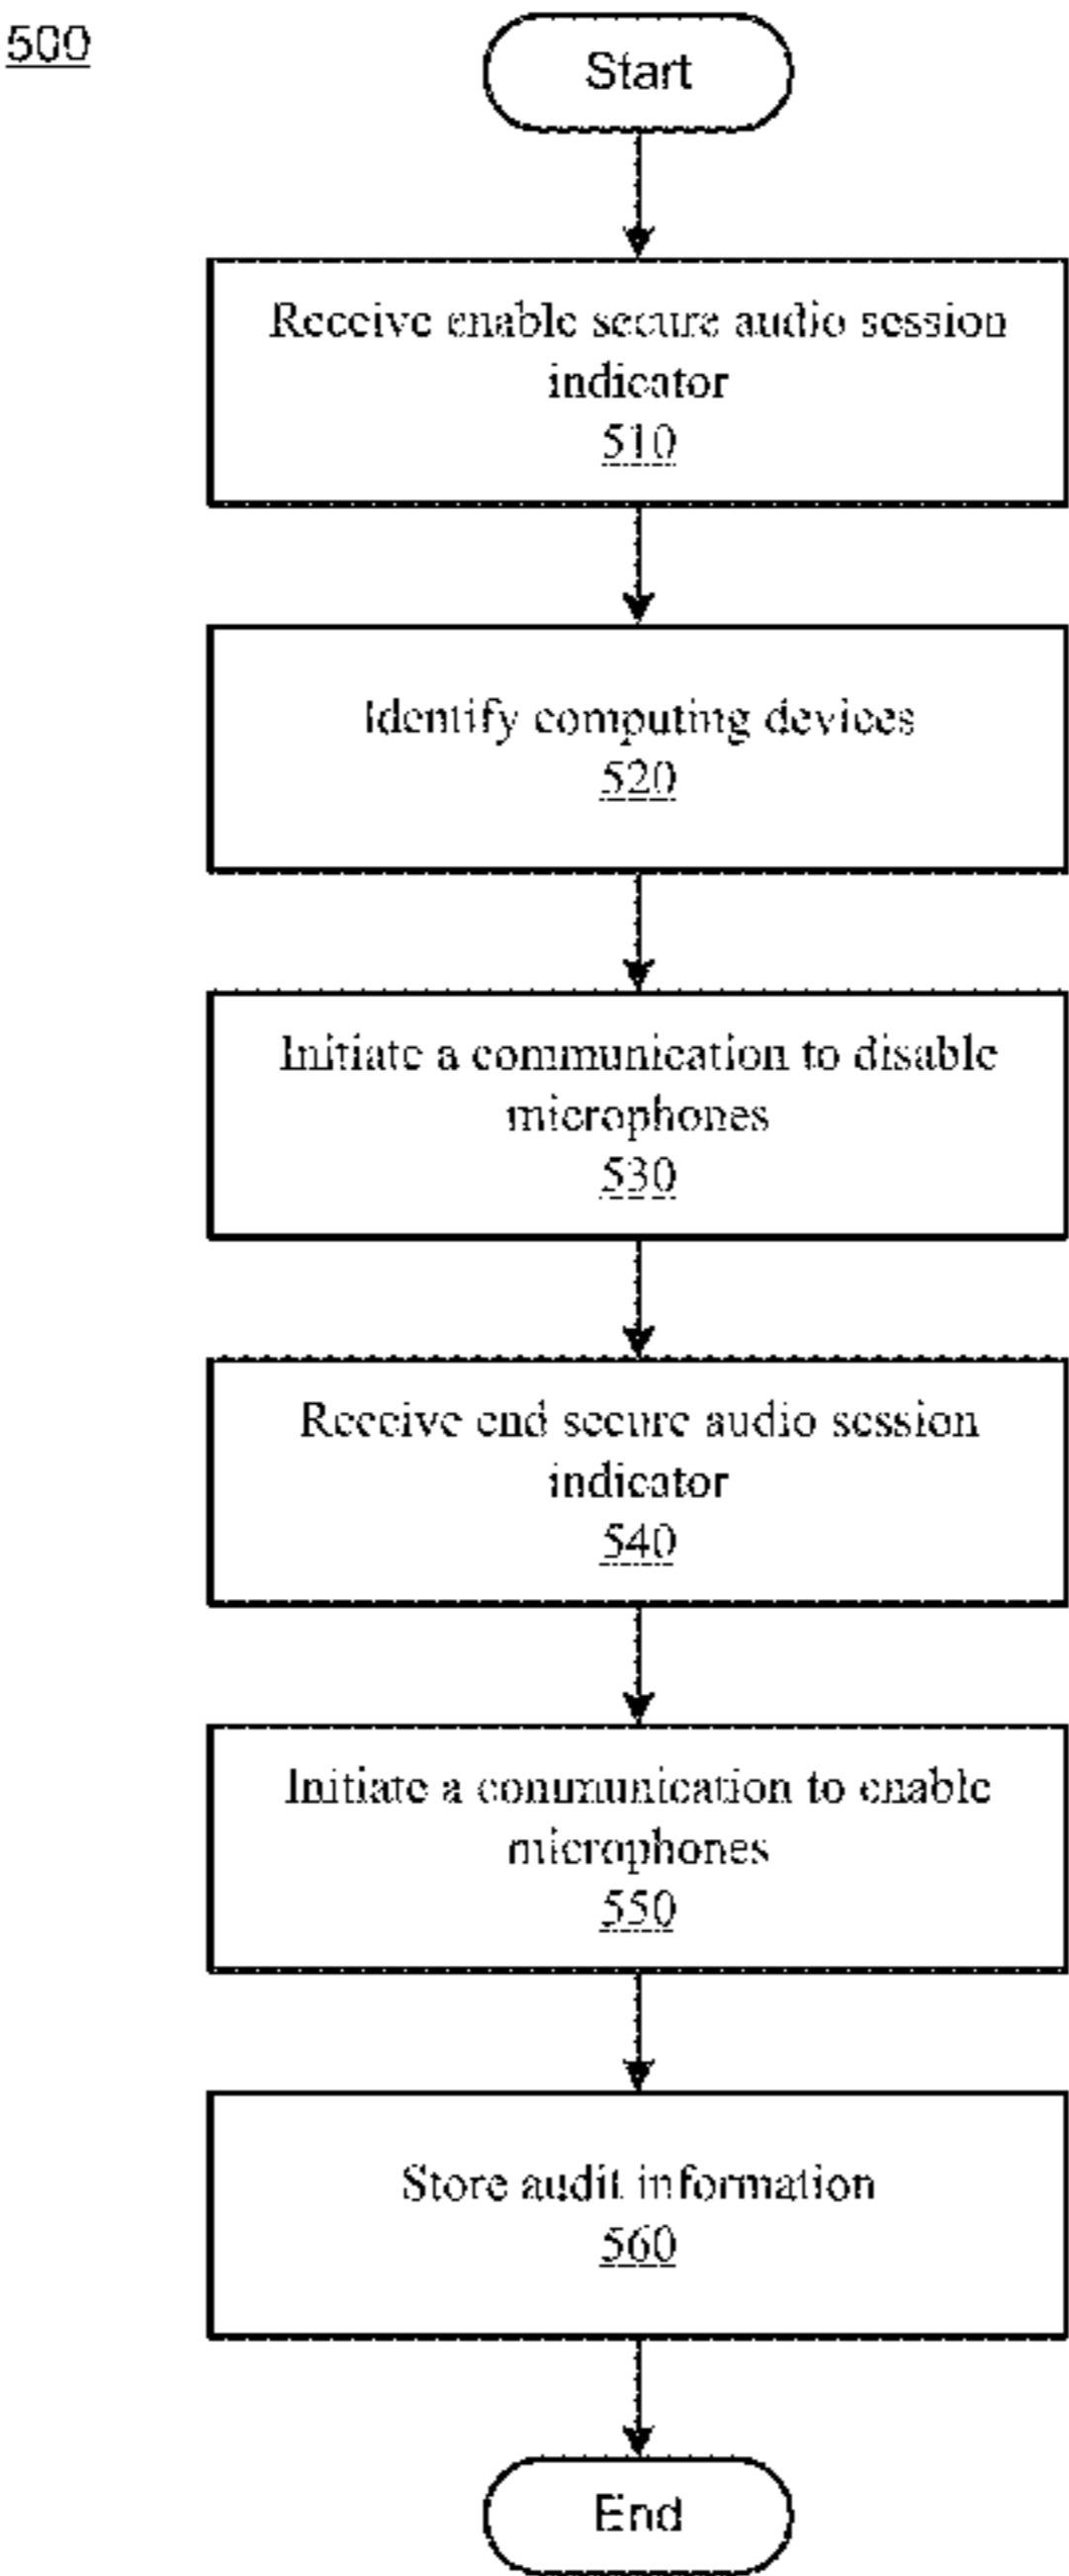 500
Start
Receive enable secure audio session
indicator
510
Identify computing devices
520
Initiate a communication to disable
microphones
530
Receive end secure audio session
indicator
540
Initiate a communication to enable
microphones
550
Store audit information
560
End